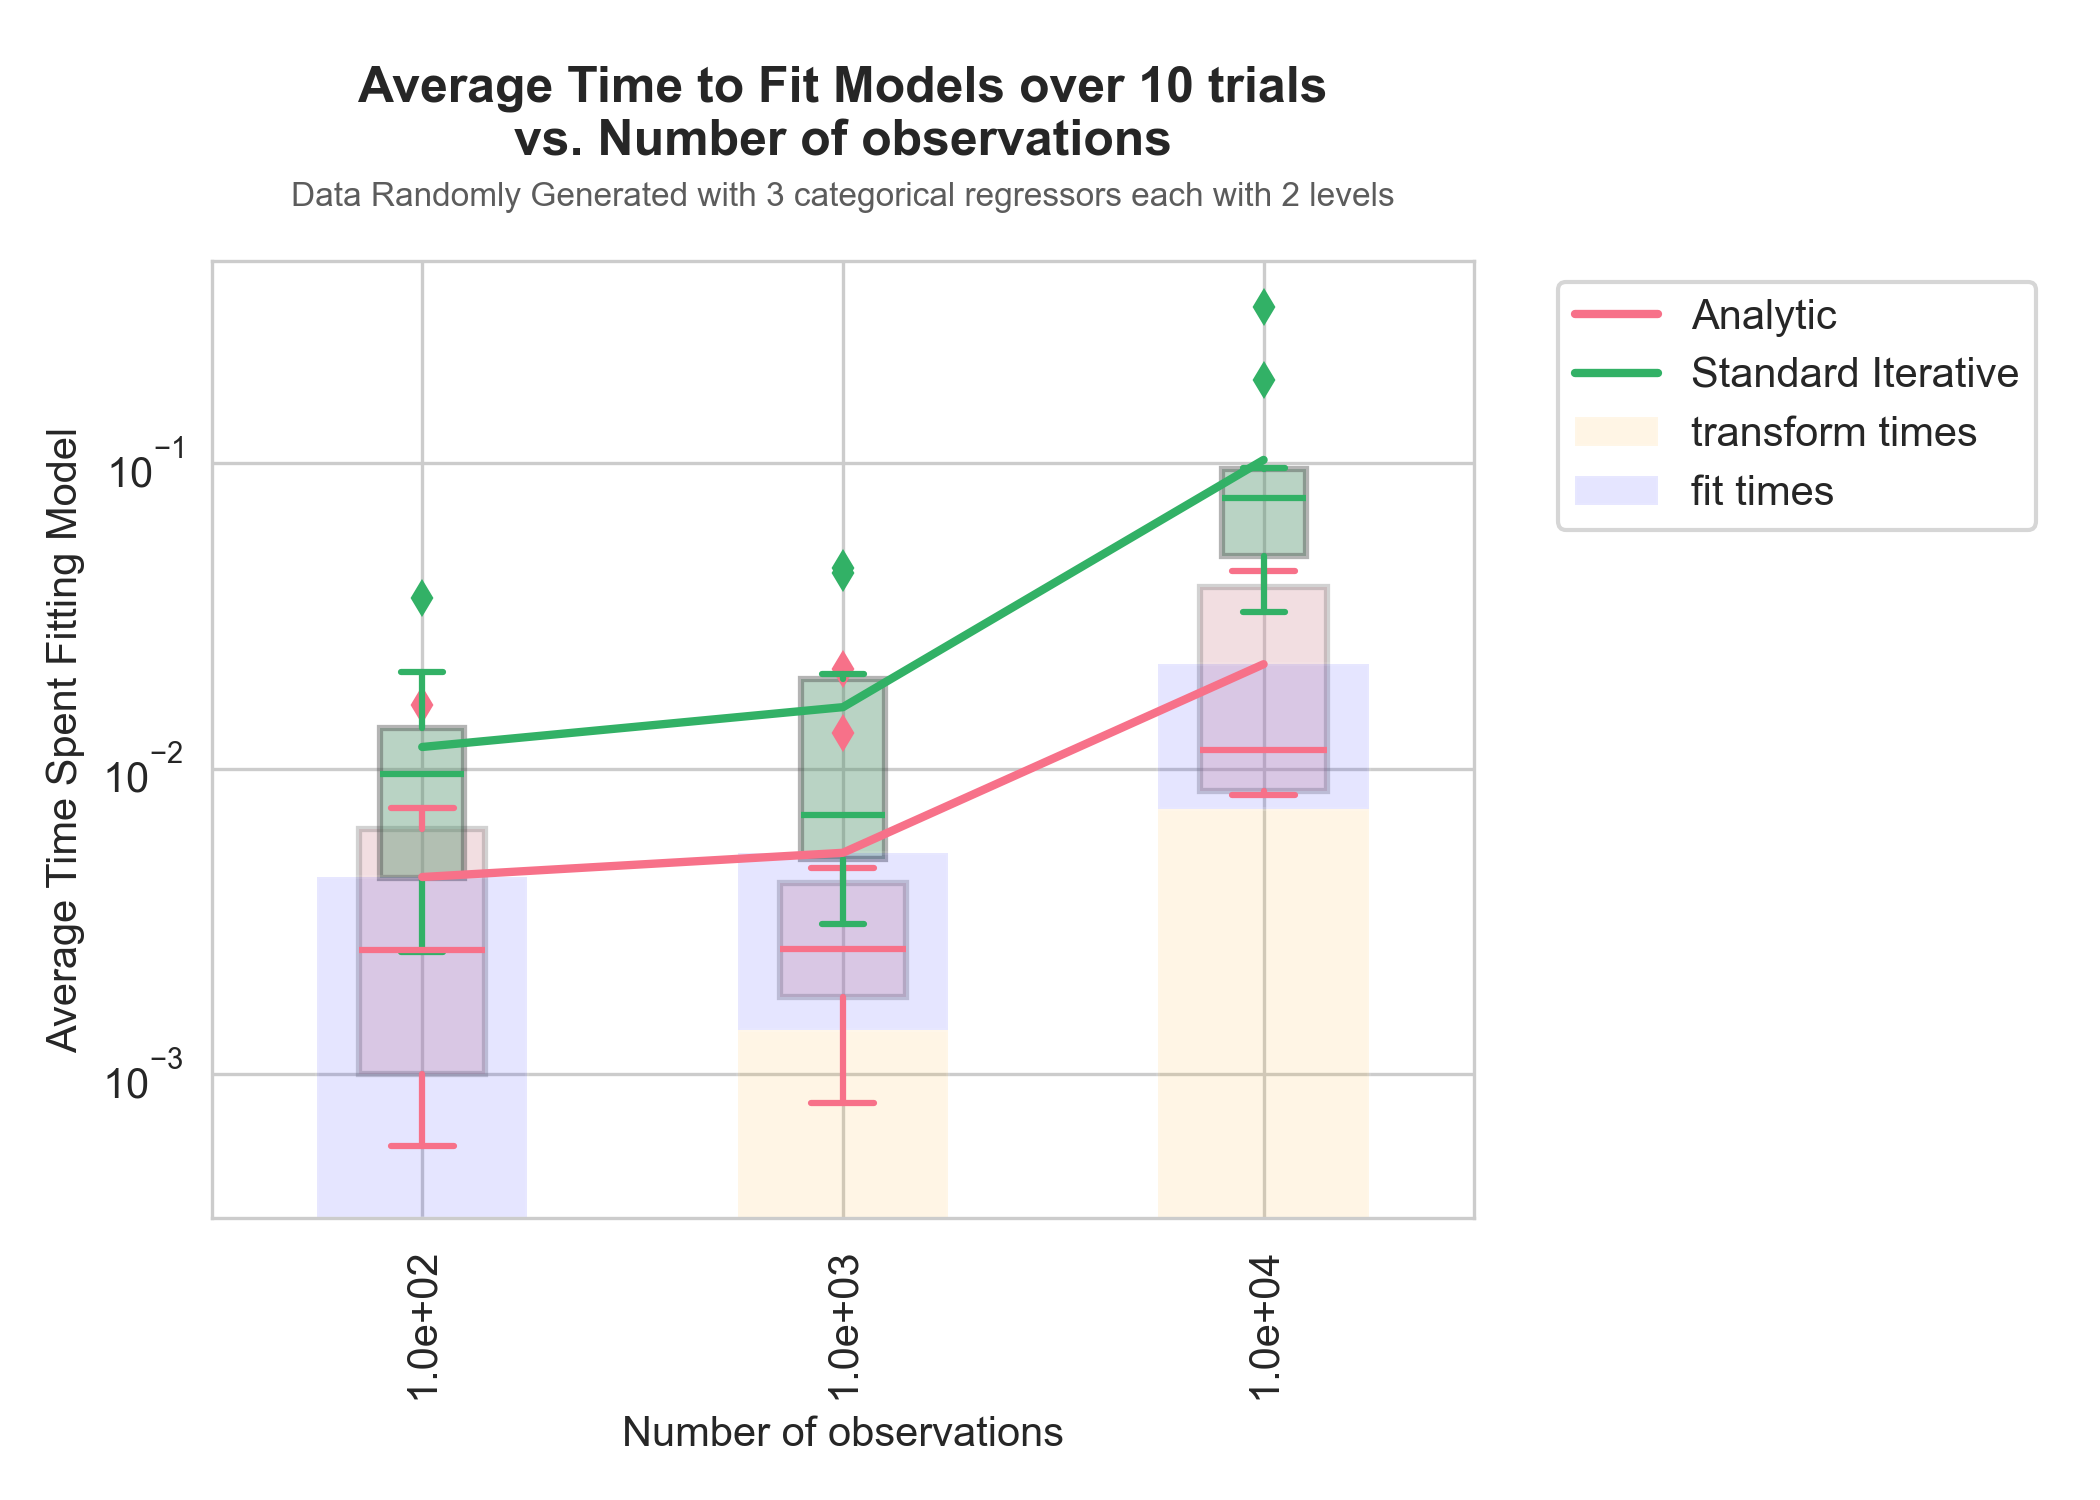 Average Time to Fit Models over 10 trials
vs. Number of observations
Data Randomly Generated with 3 categorical regressors each with 2 levels
Average Time Spent Fitting Model
10⁻¹
10⁻²
10⁻³
1.0e+02
1.0e+03
1.0e+04
Number of observations
Analytic
Standard Iterative
transform times
fit times